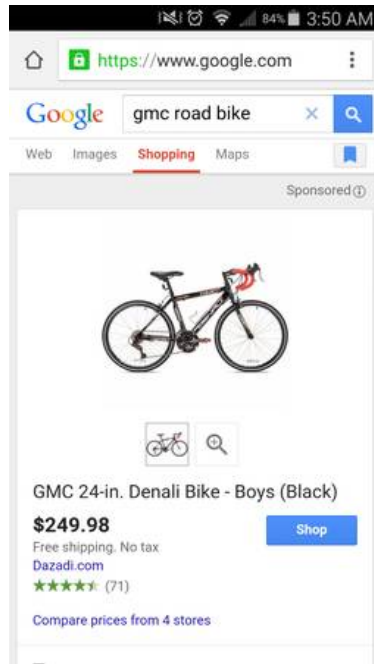 84% 3:50 AM
https://www.google.com
Google gmc road bike
Web Images Shopping Maps
Sponsored
GMC 24-in. Denali Bike - Boys (Black)
$249.98
Shop
Free shipping. No tax
Dazadi.com
(71)
Compare prices from 4 stores